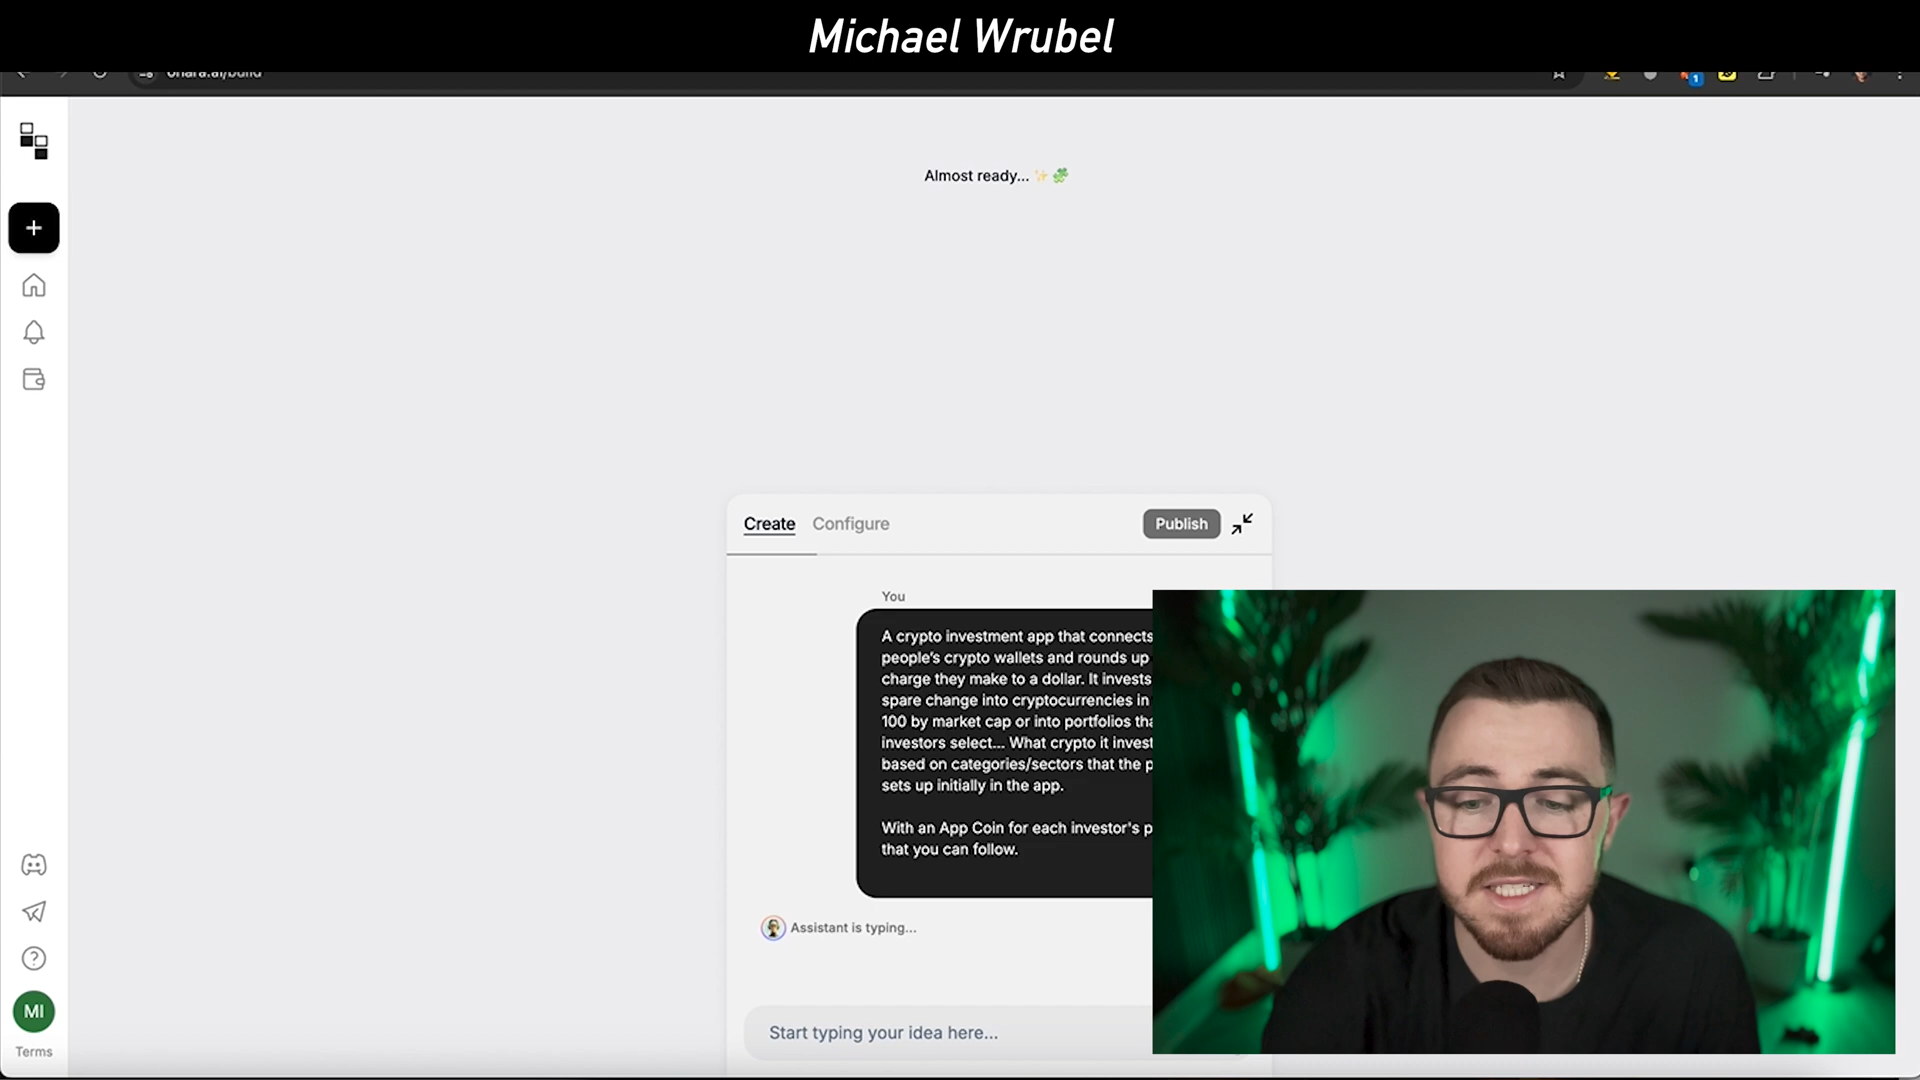 Michael Wrubel
1
Almost ready...
Create
Configure
Publish
You
A crypto investment app that connects
people's crypto wallets and rounds up
charge they make to a dollar. It invests
spare change into cryptocurrencies in
100 by market cap or into portfolios
investors select... What crypto it
based on categories/sectors that the
sets up initially in the app.
With an App Coin for each investor's
that you can follow.
Assistant is typing...
Start typing your idea here...
MI
Terms